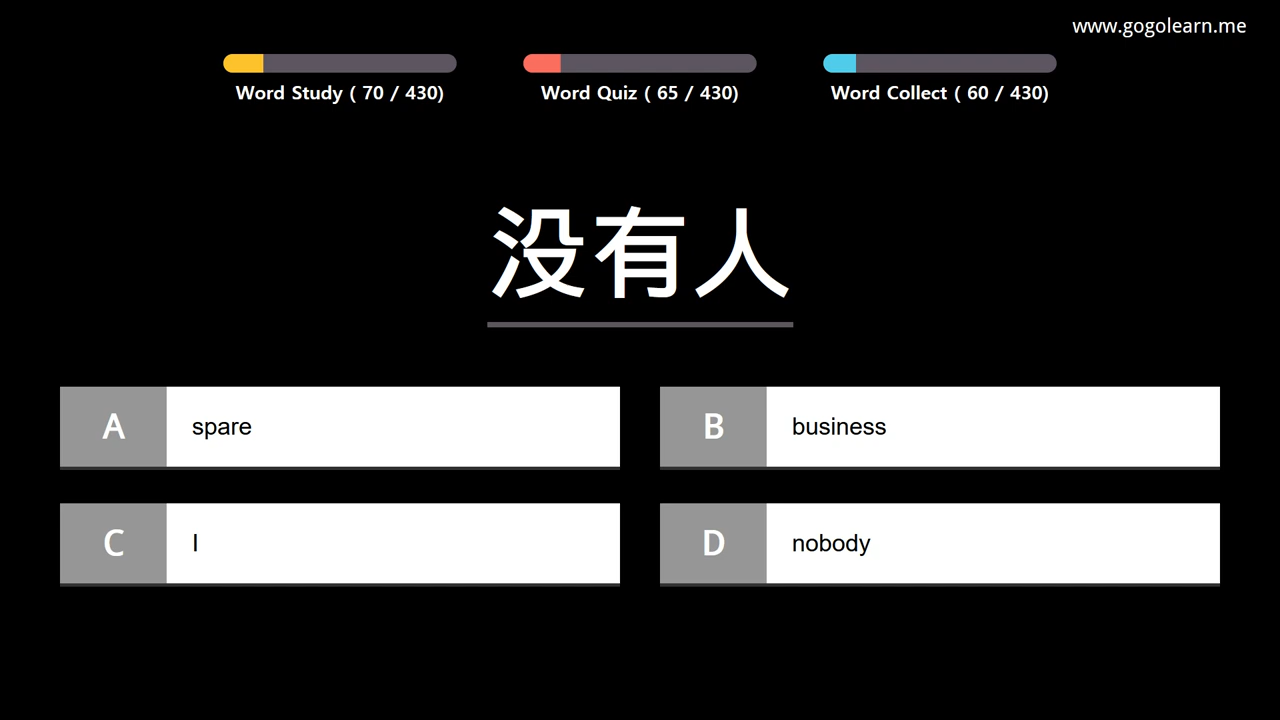 www.gogolearn.me
Word Study ( 70 / 430)
Word Quiz ( 65 / 430)
Word Collect ( 60 / 430)
没有人
A spare
B business
C I
D nobody